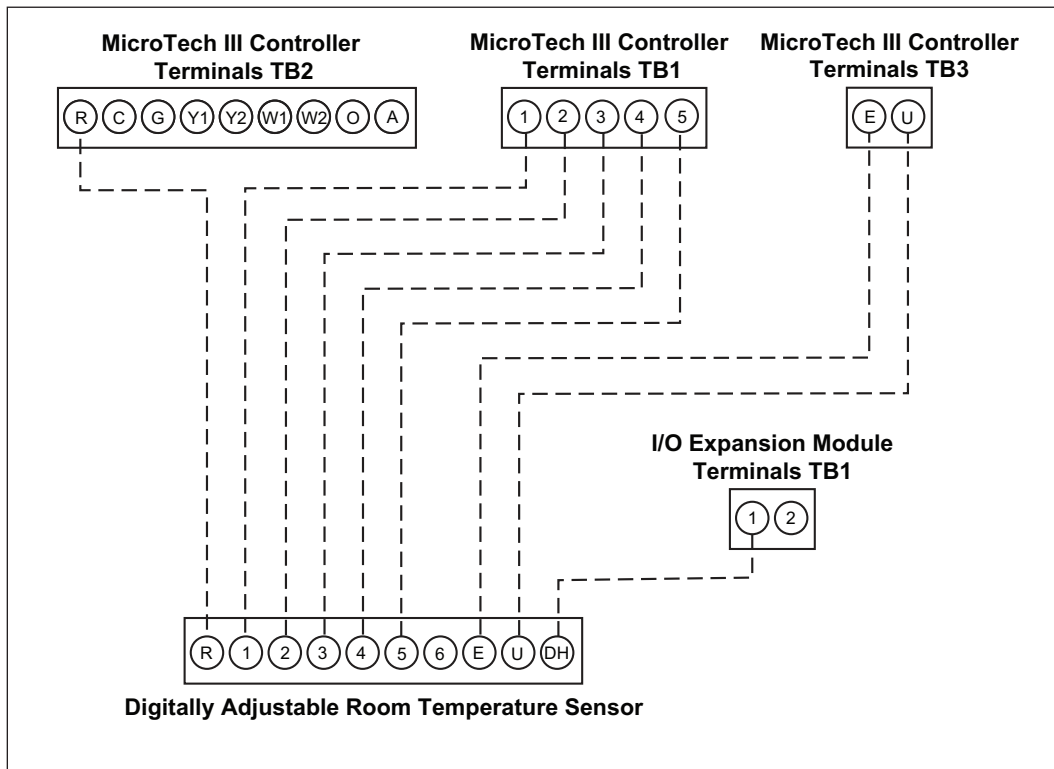 MicroTech III Controller
Terminals TB2
R C G Y1 Y2 W1 W2 O A
MicroTech III Controller
Terminals TB1
1 2 3 4 5
MicroTech III Controller
Terminals TB3
E U
I/O Expansion Module
Terminals TB1
1 2
R 1 2 3 4 5 6 E U DH
Digitally Adjustable Room Temperature Sensor